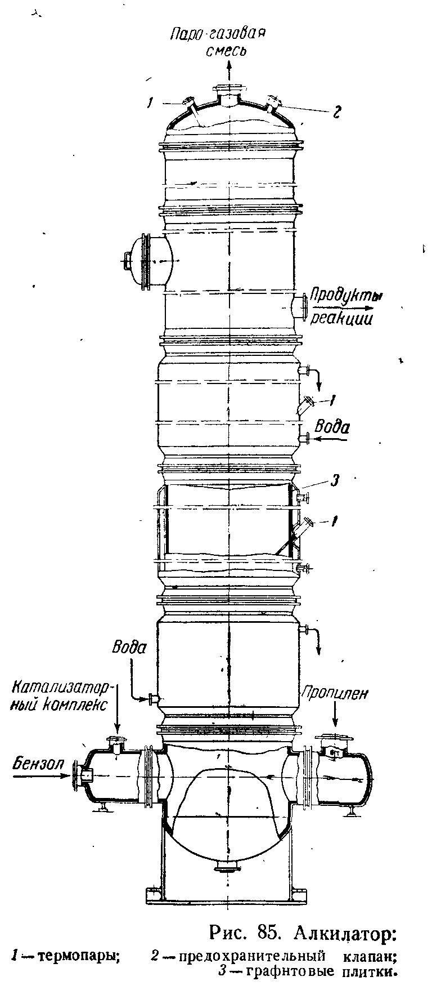 Паро-газовая
смесь
1
2
Продукты
реакции
1
Вода
3
1
Вода
Катализатор-
ный комплекс
Пропилен
Бензол
Рис. 85. Алкилатор:
1 — термопары; 2 — предохранительный клапан;
3 — графитовые плитки.